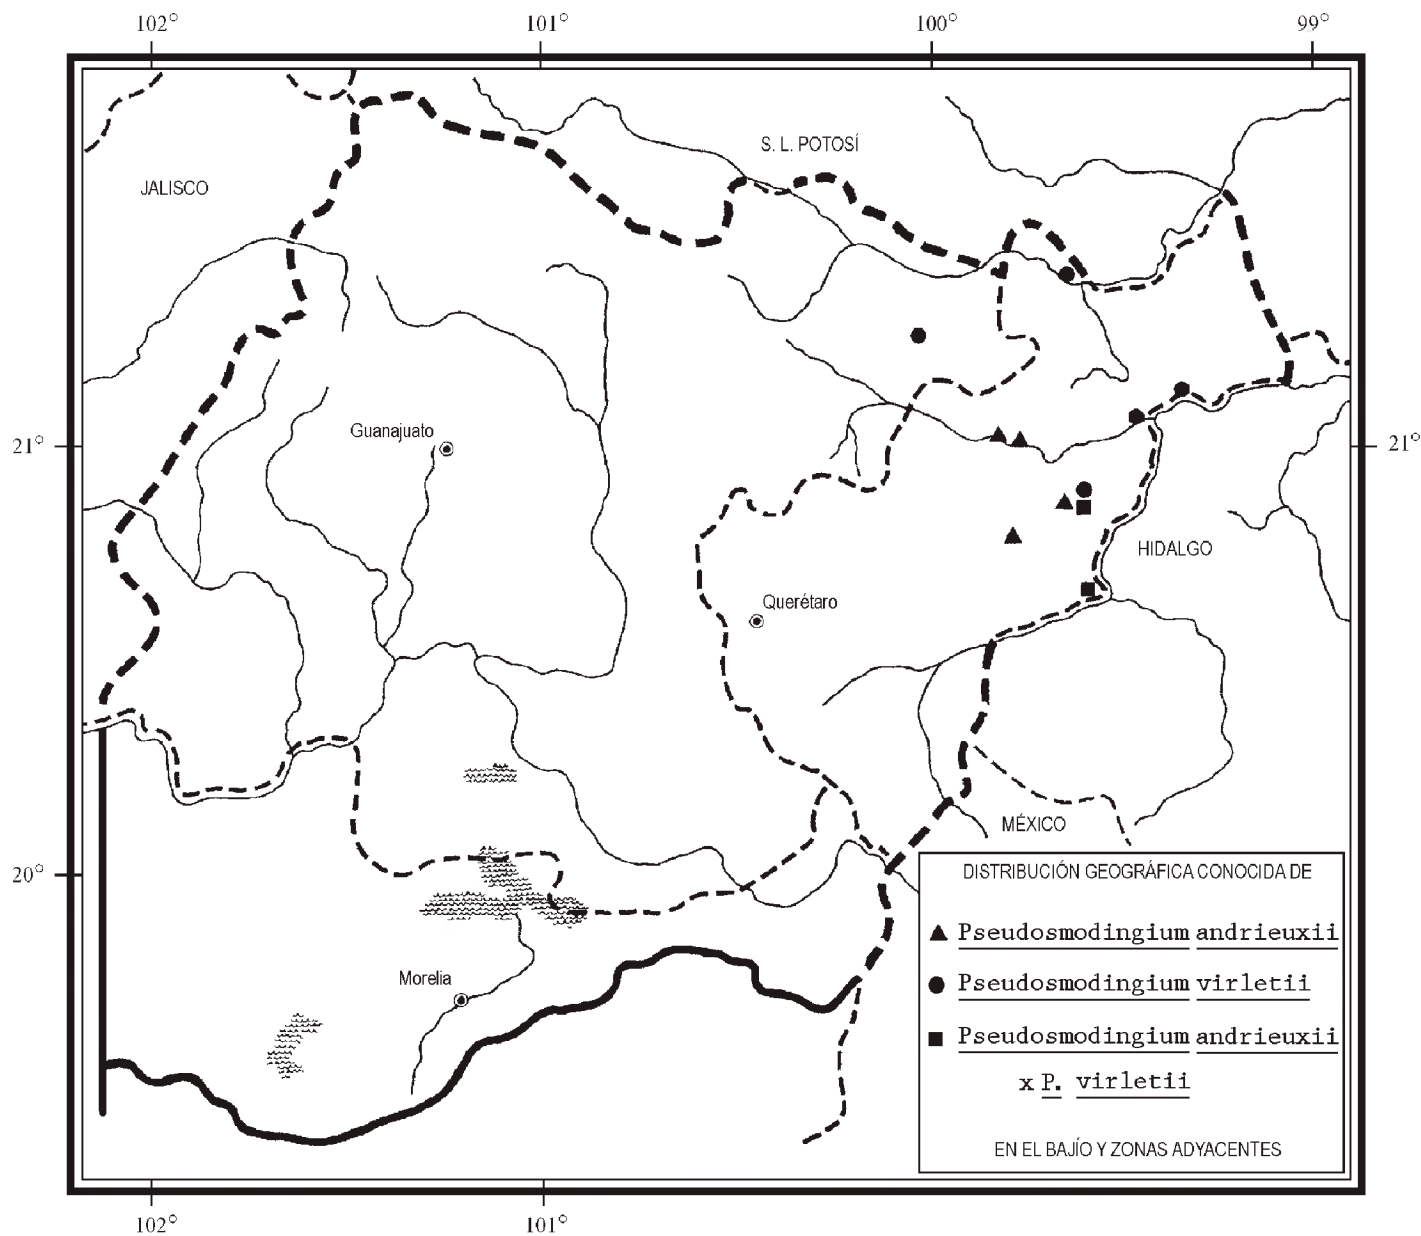 102° 101° 100° 99°
S. L. POTOSÍ
JALISCO
Guanajuato
21° 21°
HIDALGO
Querétaro
MÉXICO
20°
DISTRIBUCIÓN GEOGRÁFICA CONOCIDA DE
Pseudosmodingium andrieuxii
Pseudosmodingium virletii
Pseudosmodingium andrieuxii
x P. virletii
EN EL BAJÍO Y ZONAS ADYACENTES
Morelia
102° 101°